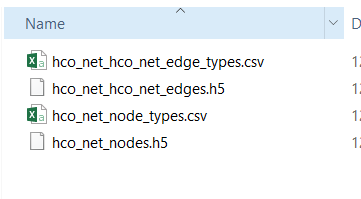 Name
hco_net_hco_net_edge_types.csv
hco_net_hco_net_edges.h5
hco_net_node_types.csv
hco_net_nodes.h5